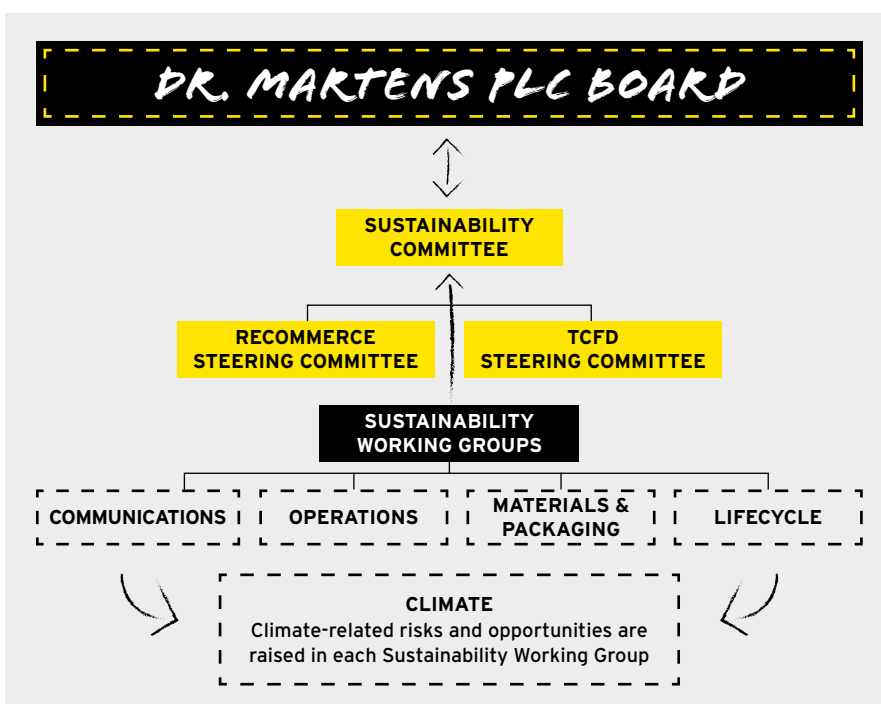 DR. MARTENS PLC BOARD
SUSTAINABILITY
COMMITTEE
RECOMMERCE
STEERING COMMITTEE
TCFD
STEERING COMMITTEE
SUSTAINABILITY
WORKING GROUPS
COMMUNICATIONS
OPERATIONS
MATERIALS &
PACKAGING
LIFECYCLE
CLIMATE
Climate-related risks and opportunities are
raised in each Sustainability Working Group